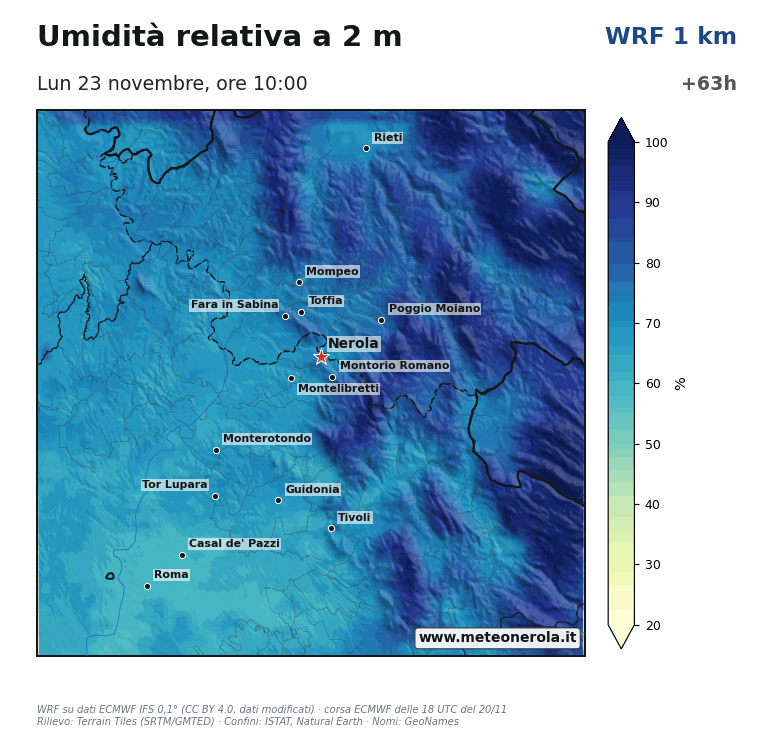 Umidità relativa a 2 m
WRF 1 km
Lun 23 novembre, ore 10:00
+63h
Rieti
Mompeo
Fara in Sabina
Toffia
Poggio Moiano
Nerola
Montorio Romano
Montelibretti
Monterotondo
Tor Lupara
Guidonia
Tivoli
Casal de' Pazzi
Roma
www.meteonerola.it
100
90
80
70
60
50
40
30
20
%
WRF su dati ECMWF IFS 0,1° (CC BY 4.0, dati modificati) · corsa ECMWF delle 18 UTC del 20/11
Rilievo: Terrain Tiles (SRTM/GMTED) · Confini: ISTAT, Natural Earth · Nomi: GeoNames